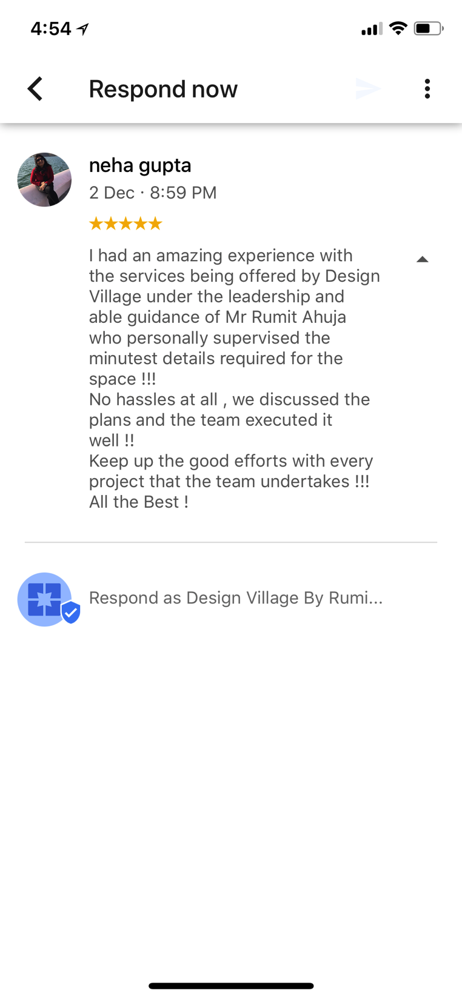 4:54
Respond now
neha gupta
2 Dec · 8:59 PM
I had an amazing experience with
the services being offered by Design
Village under the leadership and
able guidance of Mr Rumit Ahuja
who personally supervised the
minutest details required for the
space !!!
No hassles at all , we discussed the
plans and the team executed it
well !!
Keep up the good efforts with every
project that the team undertakes !!!
All the Best !
Respond as Design Village By Rumi...